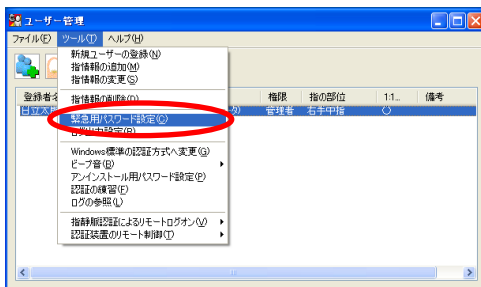 ユーザー管理
ファイル(F) ツール(T) ヘルプ(H)
新規ユーザーの登録(N)
指情報の追加(M)
指情報の変更(S)
指情報の削除(D)
登録者名 権限 指の部位 1:1... 備考
緊急用パスワード設定(C)
日立太郎 管理者 右手中指 ○
Windows標準の認証方式へ変更(G)
ビープ音(B)
アンインストール用パスワード設定(P)
認証の練習(E)
ログの参照(L)
指静脈認証によるリモートログオン(V)
認証装置のリモート制御(T)